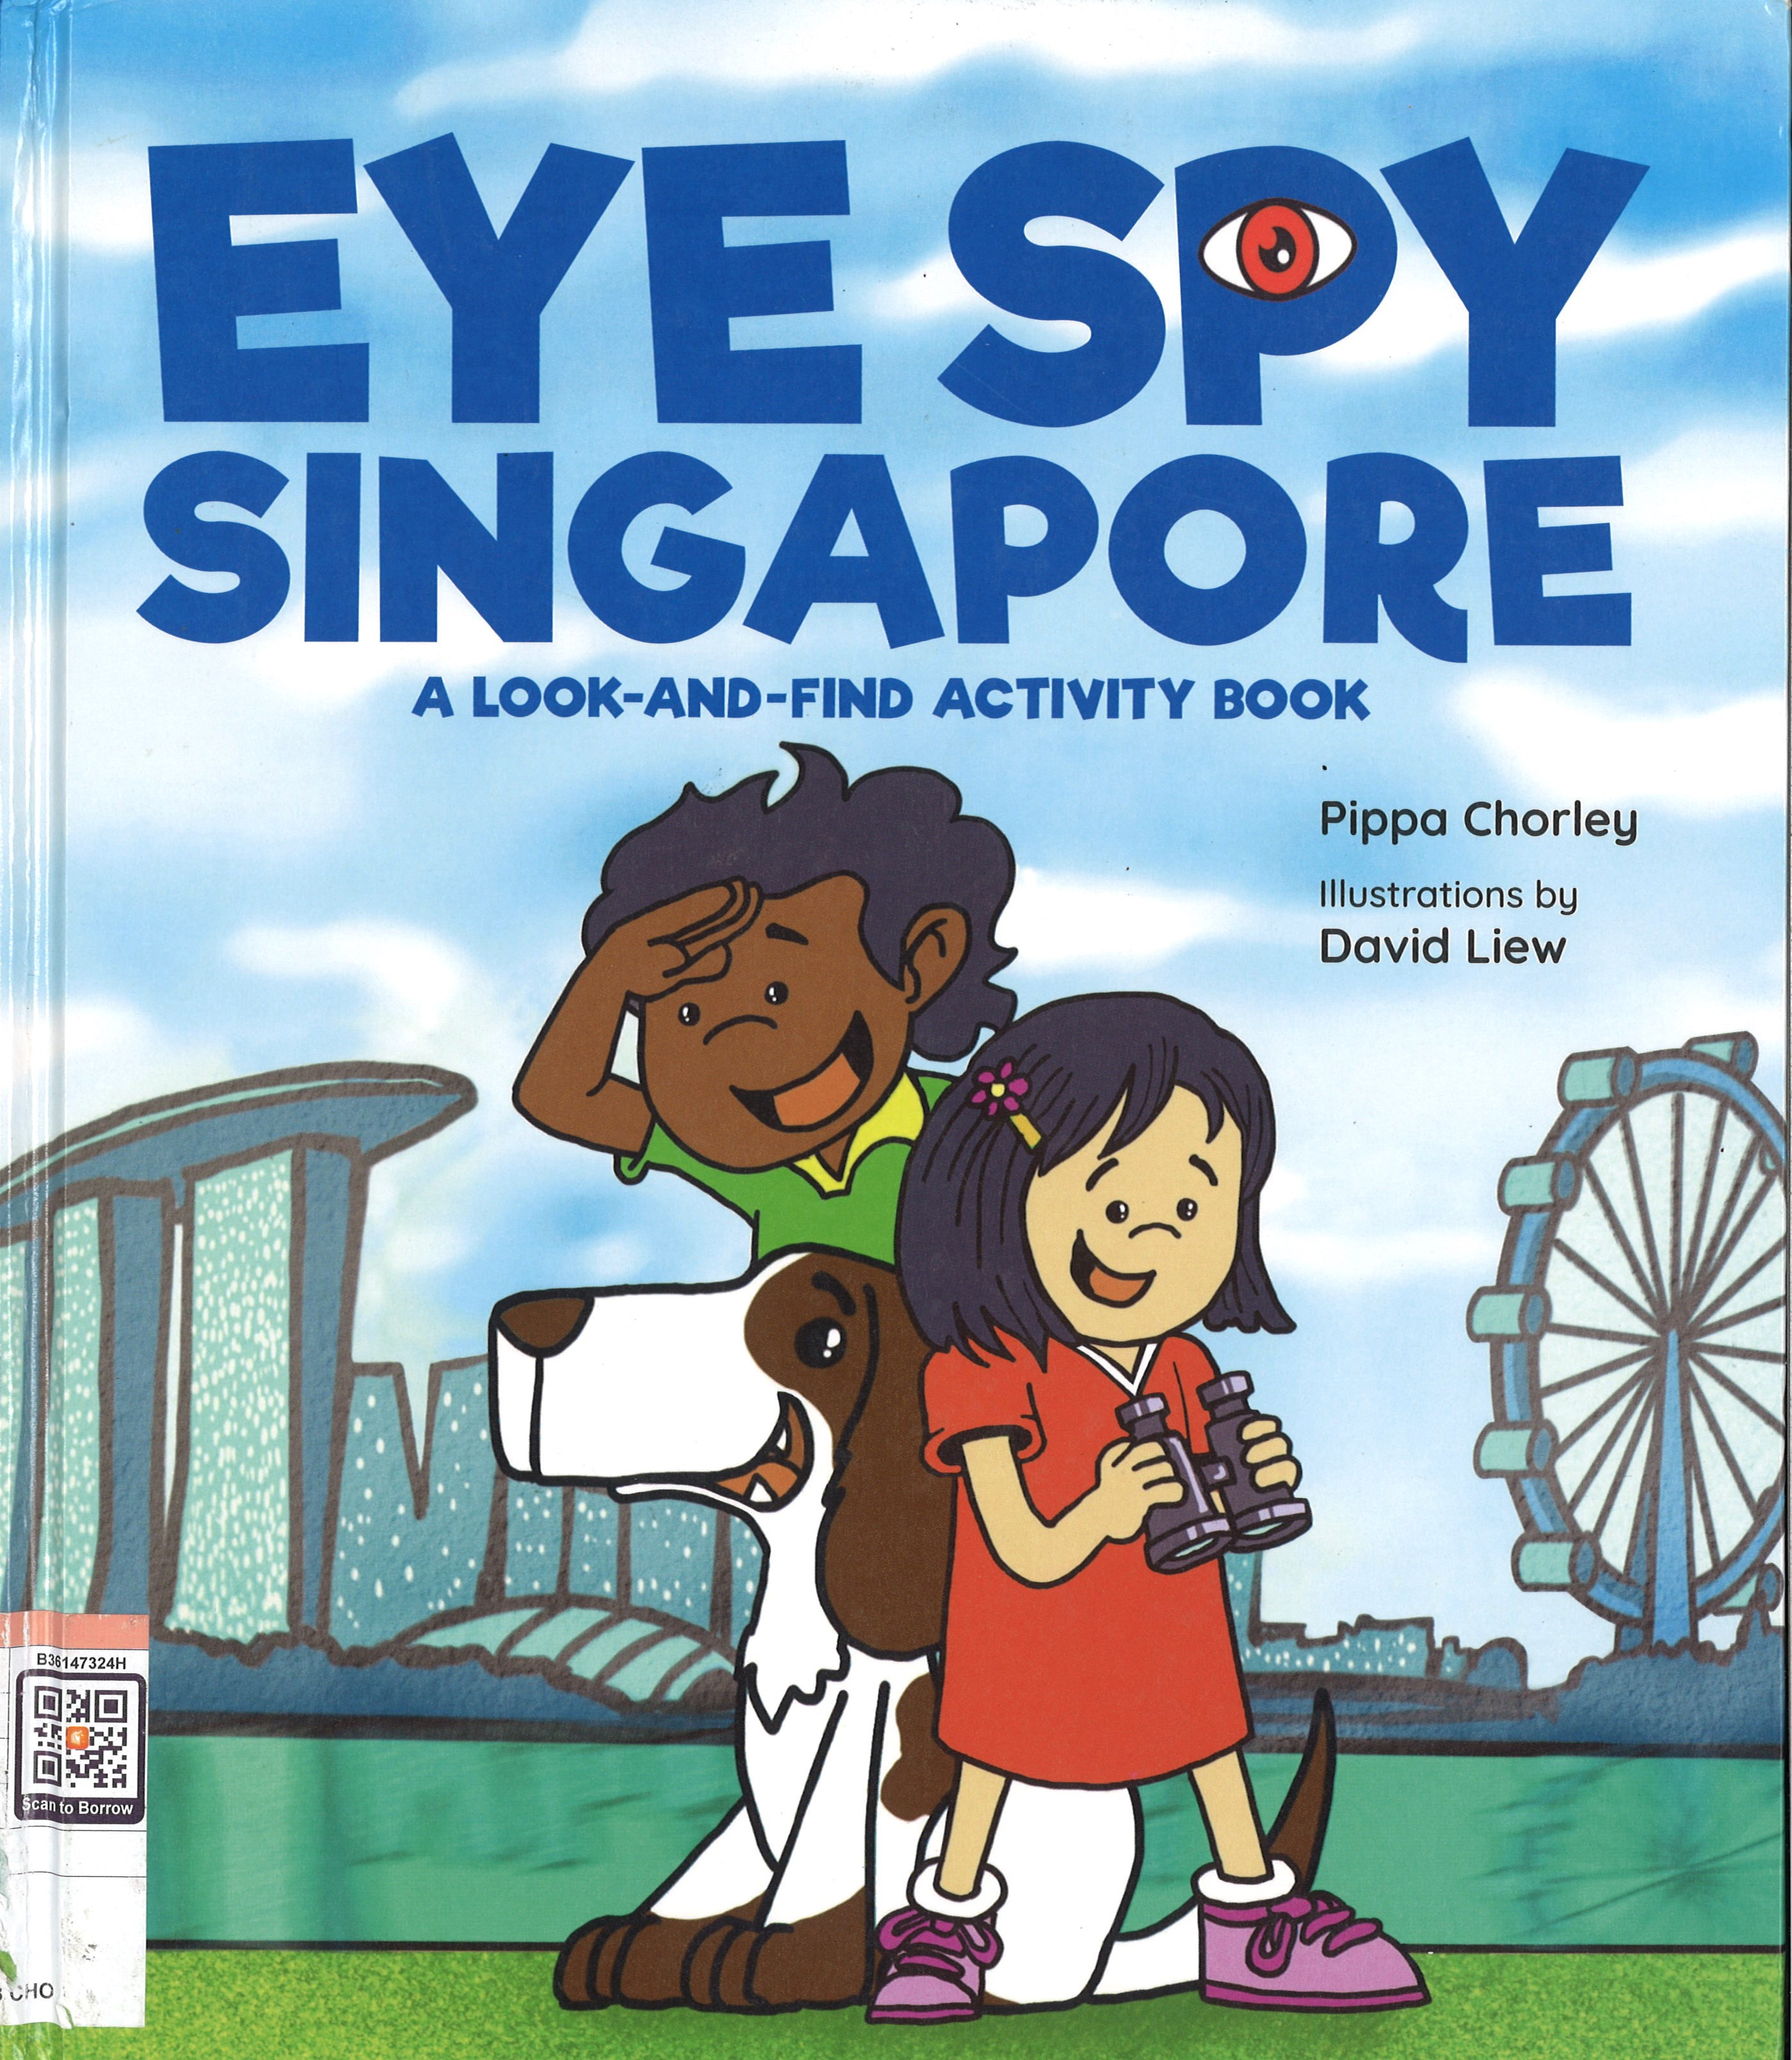 EYE SPY
SINGAPORE
A LOOK-AND-FIND ACTIVITY BOOK
Pippa Chorley
Illustrations by
David Liew
B36147324H
Scan to Borrow
CHO